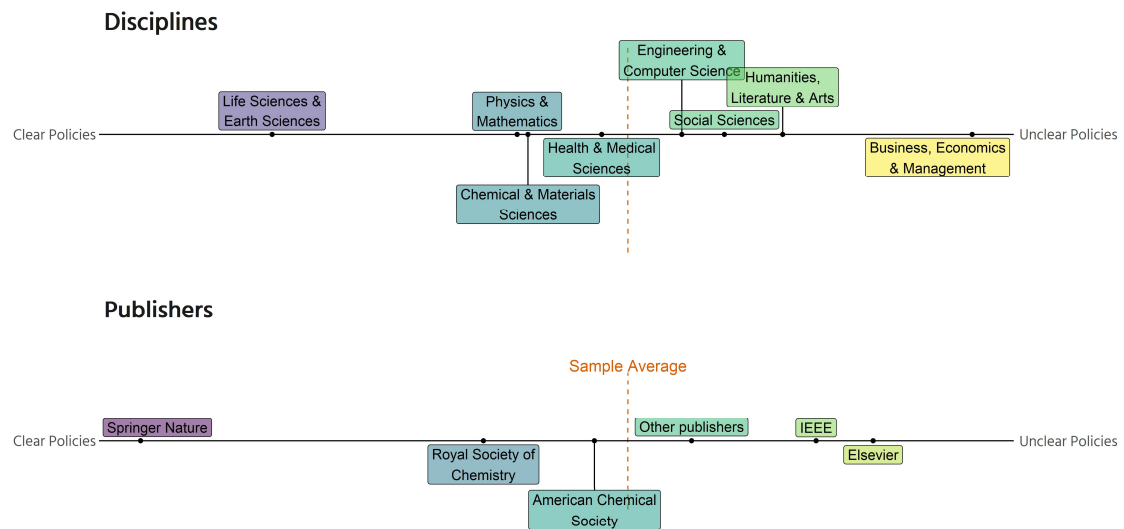 Disciplines
Engineering &
Computer Science
Humanities,
Literature & Arts
Life Sciences &
Earth Sciences
Physics &
Mathematics
Social Sciences
Clear Policies
Unclear Policies
Health & Medical
Sciences
Business, Economics
& Management
Chemical & Materials
Sciences
Publishers
Sample Average
Springer Nature
Other publishers
IEEE
Clear Policies
Unclear Policies
Royal Society of
Chemistry
Elsevier
American Chemical
Society